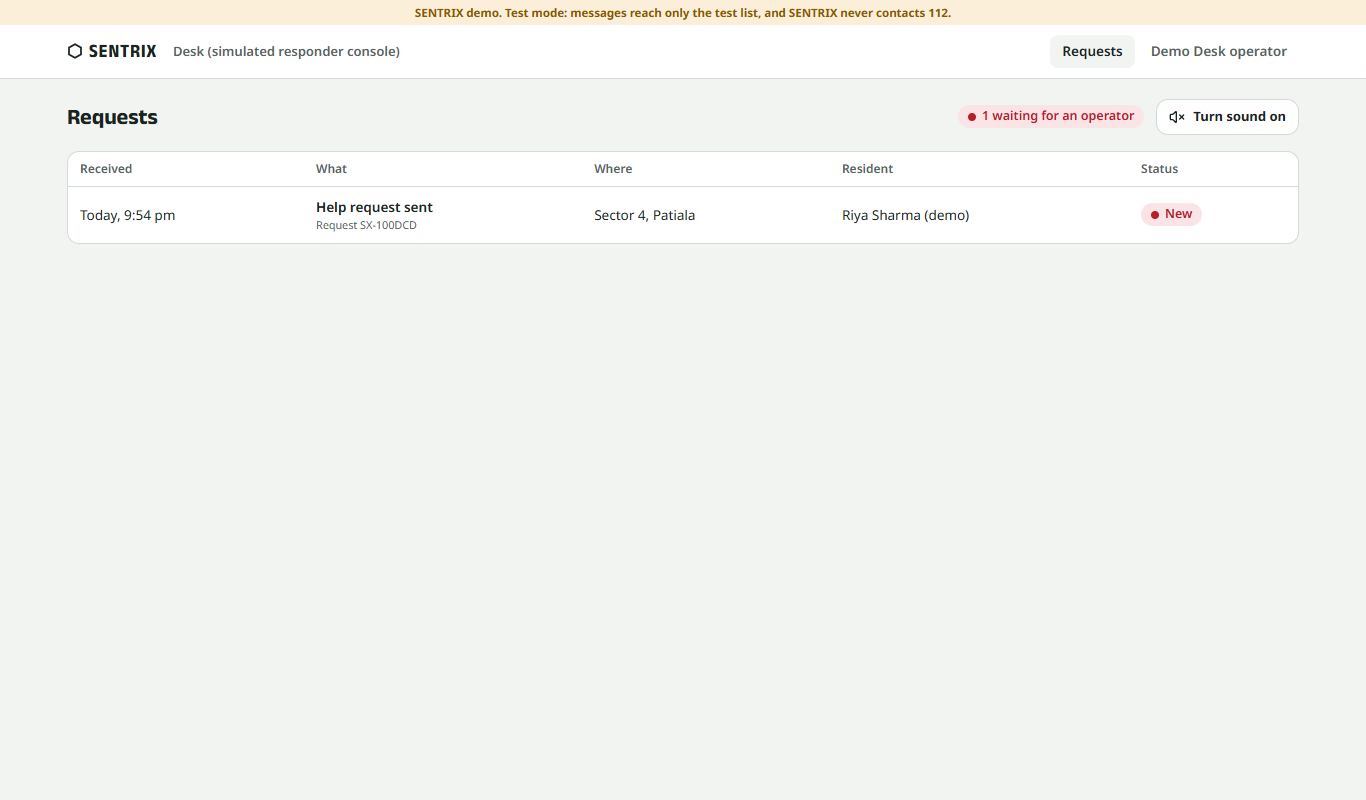 SENTRIX demo. Test mode: messages reach only the test list, and SENTRIX never contacts 112.
SENTRIX Desk (simulated responder console) Requests Demo Desk operator
Requests 1 waiting for an operator Turn sound on
Received What Where Resident Status
Today, 9:54 pm Help request sent Sector 4, Patiala Riya Sharma (demo) New
Request SX-100DCD